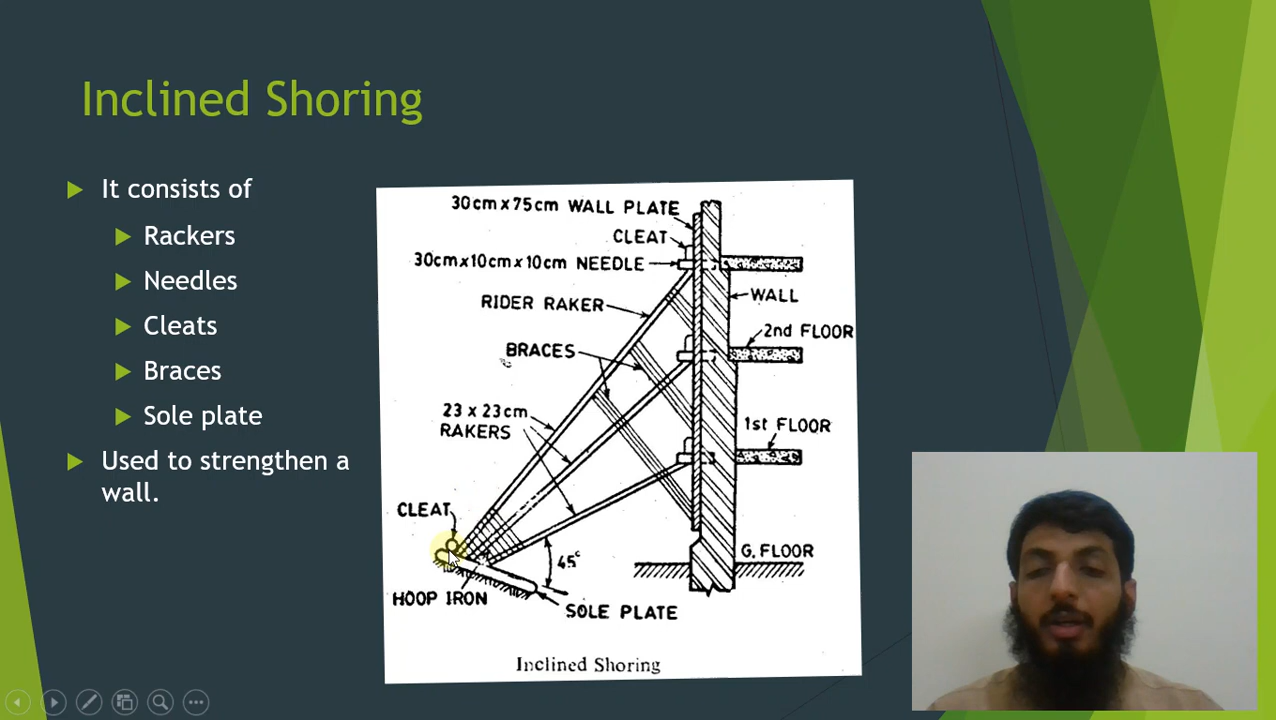 Inclined Shoring
It consists of
Rackers
Needles
Cleats
Braces
Sole plate
Used to strengthen a
wall.
30cm x 75cm WALL PLATE
CLEAT
30cm x 10cm x 10cm NEEDLE
WALL
RIDER RAKER
2nd FLOOR
BRACES
23 x 23cm
RAKERS
1st FLOOR
CLEAT
G. FLOOR
45°
HOOP IRON
SOLE PLATE
Inclined Shoring